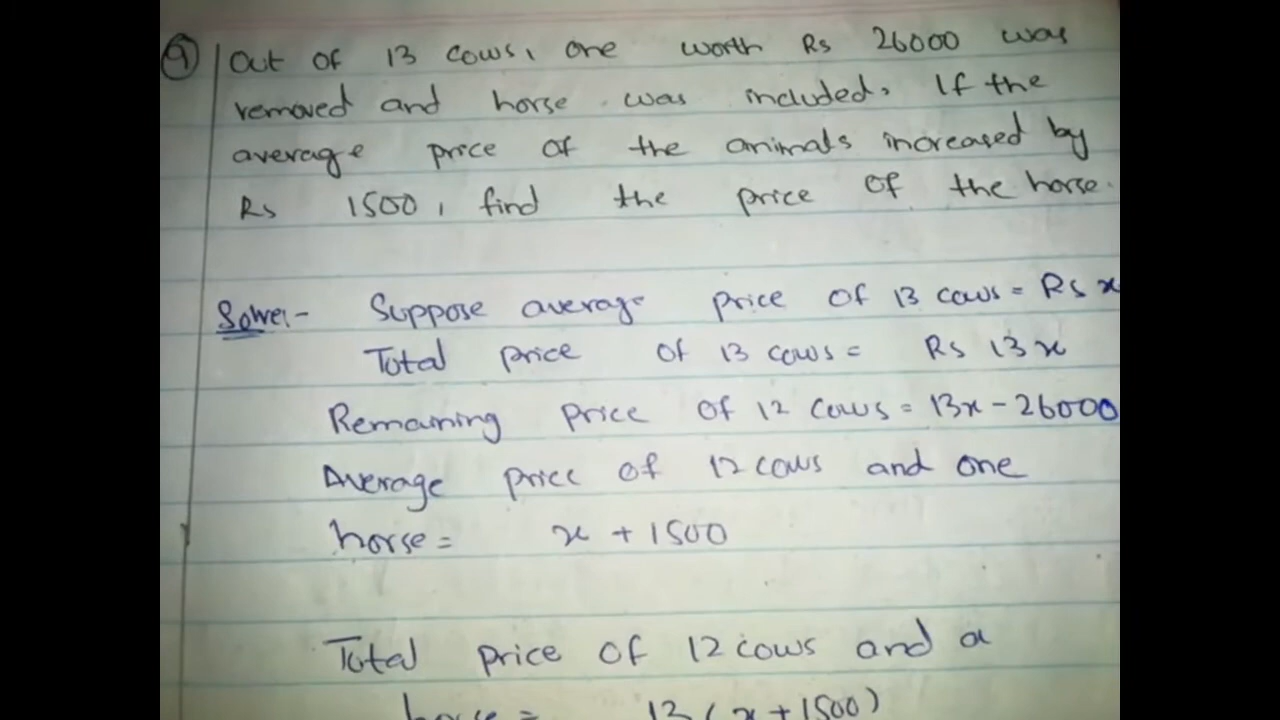 9 Out of 13 cows, one worth Rs 26000 was
removed and horse was included. If the
average price of the animals increased by
Rs 1500, find the price of the horse.
Solve:- Suppose average price of 13 cows = Rs x
Total price of 13 cows = Rs 13x
Remaining price of 12 cows = 13x - 26000
Average price of 12 cows and one
horse = x + 1500
Total price of 12 cows and a
horse = 13(x + 1500)